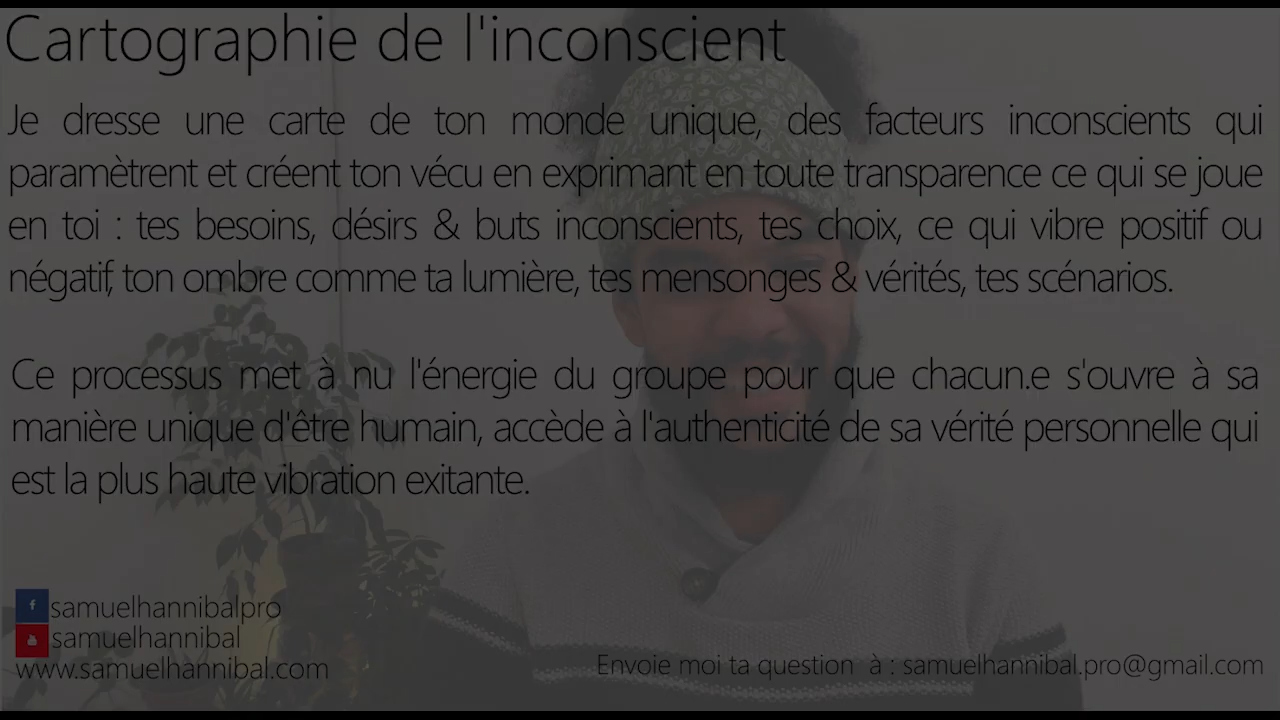 Cartographie de l'inconscient
Je dresse une carte de ton monde unique, des facteurs inconscients qui
paramètrent et créent ton vécu en exprimant en toute transparence ce qui se joue
en toi : tes besoins, désirs & buts inconscients, tes choix, ce qui vibre positif ou
négatif, ton ombre comme ta lumière, tes mensonges & vérités, tes scénarios.
Ce processus met à nu l'énergie du groupe pour que chacun.e s'ouvre à sa
manière unique d'être humain, accède à l'authenticité de sa vérité personnelle qui
est la plus haute vibration exitante.
f samuelhannibalpro
samuelhannibal
www.samuelhannibal.com
Envoie moi ta question à : samuelhannibal.pro@gmail.com